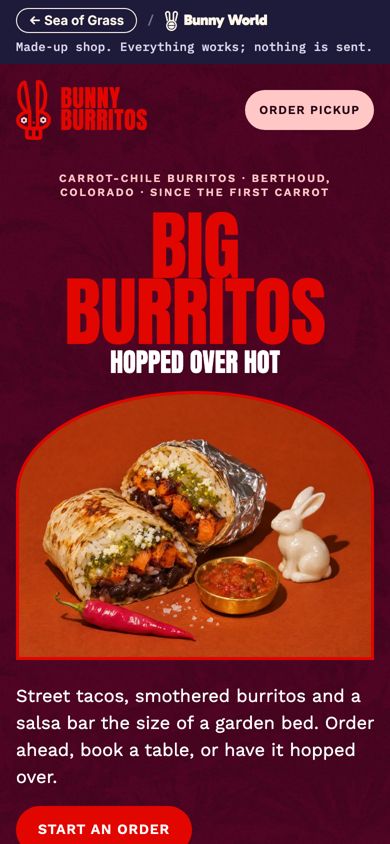 ← Sea of Grass / Bunny World
Made-up shop. Everything works; nothing is sent.
BUNNY
BURRITOS
ORDER PICKUP
CARROT-CHILE BURRITOS · BERTHOUD,
COLORADO · SINCE THE FIRST CARROT
BIG
BURRITOS
HOPPED OVER HOT
Street tacos, smothered burritos and a
salsa bar the size of a garden bed. Order
ahead, book a table, or have it hopped
over.
START AN ORDER